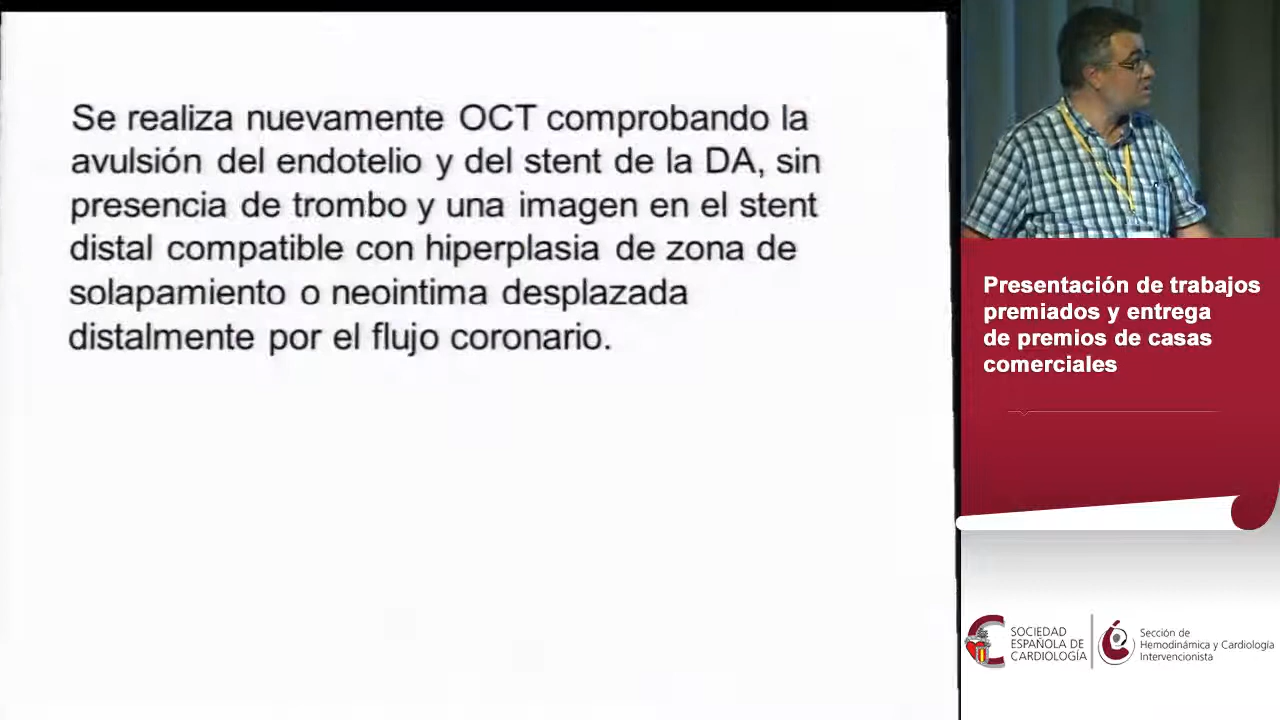 Se realiza nuevamente OCT comprobando la
avulsión del endotelio y del stent de la DA, sin
presencia de trombo y una imagen en el stent
distal compatible con hiperplasia de zona de
solapamiento o neointima desplazada
distalmente por el flujo coronario.
Presentación de trabajos
premiados y entrega
de premios de casas
comerciales
SOCIEDAD
ESPAÑOLA DE
CARDIOLOGÍA
Sección de
Hemodinámica y Cardiología
Intervencionista